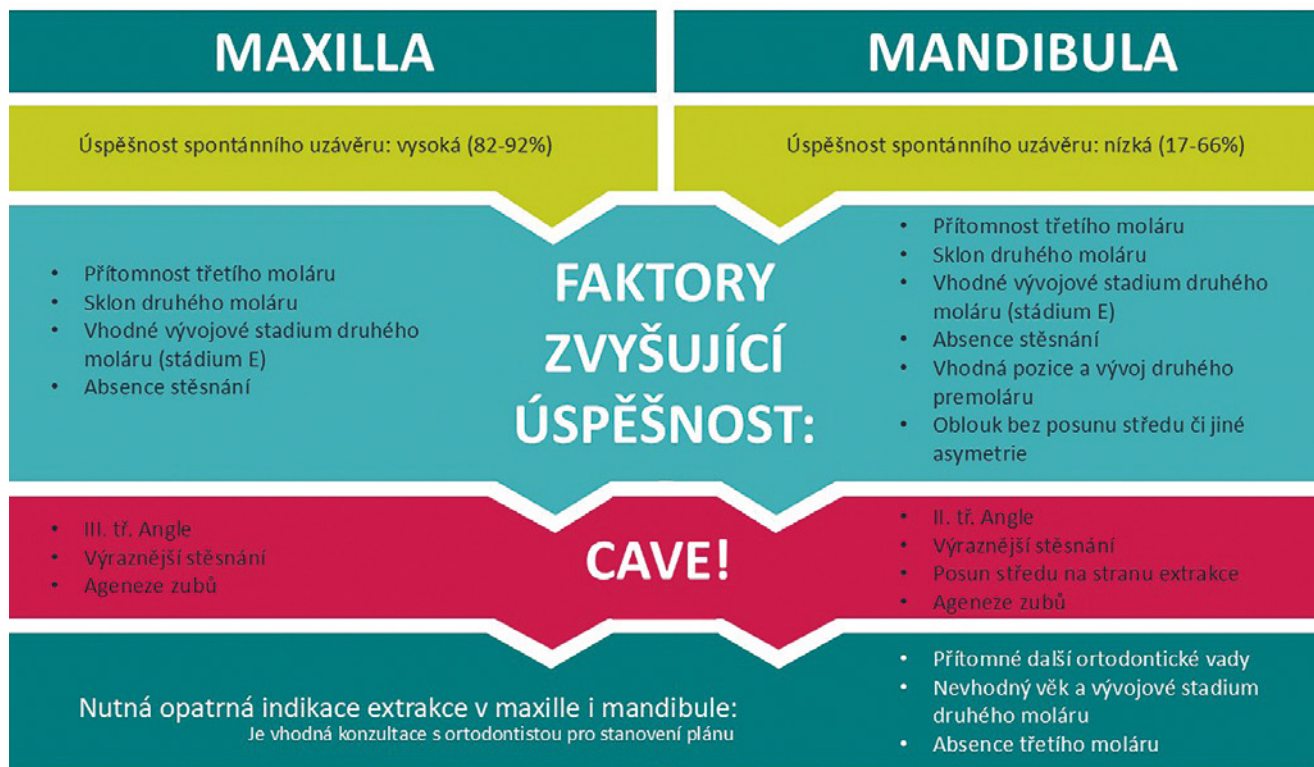 MAXILLA
MANDIBULA
Úspěšnost spontánního uzávěru: vysoká (82-92%)
Úspěšnost spontánního uzávěru: nízká (17-66%)
• Přítomnost třetího moláru
• Sklon druhého moláru
• Vhodné vývojové stadium druhého
moláru (stádium E)
• Absence stěsnání
FAKTORY
ZVYŠUJÍCÍ
ÚSPĚŠNOST:
• Přítomnost třetího moláru
• Sklon druhého moláru
• Vhodné vývojové stadium druhého
moláru (stádium E)
• Absence stěsnání
• Vhodná pozice a vývoj druhého
premoláru
• Oblouk bez posunu středu či jiné
asymetrie
• III. tř. Angle
• Výraznější stěsnání
• Ageneze zubů
CAVE!
• II. tř. Angle
• Výraznější stěsnání
• Posun středu na stranu extrakce
• Ageneze zubů
Nutná opatrná indikace extrakce v maxille i mandibule:
Je vhodná konzultace s ortodontistou pro stanovení plánu
• Přítomné další ortodontické vady
• Nevhodný věk a vývojové stadium
druhého moláru
• Absence třetího moláru